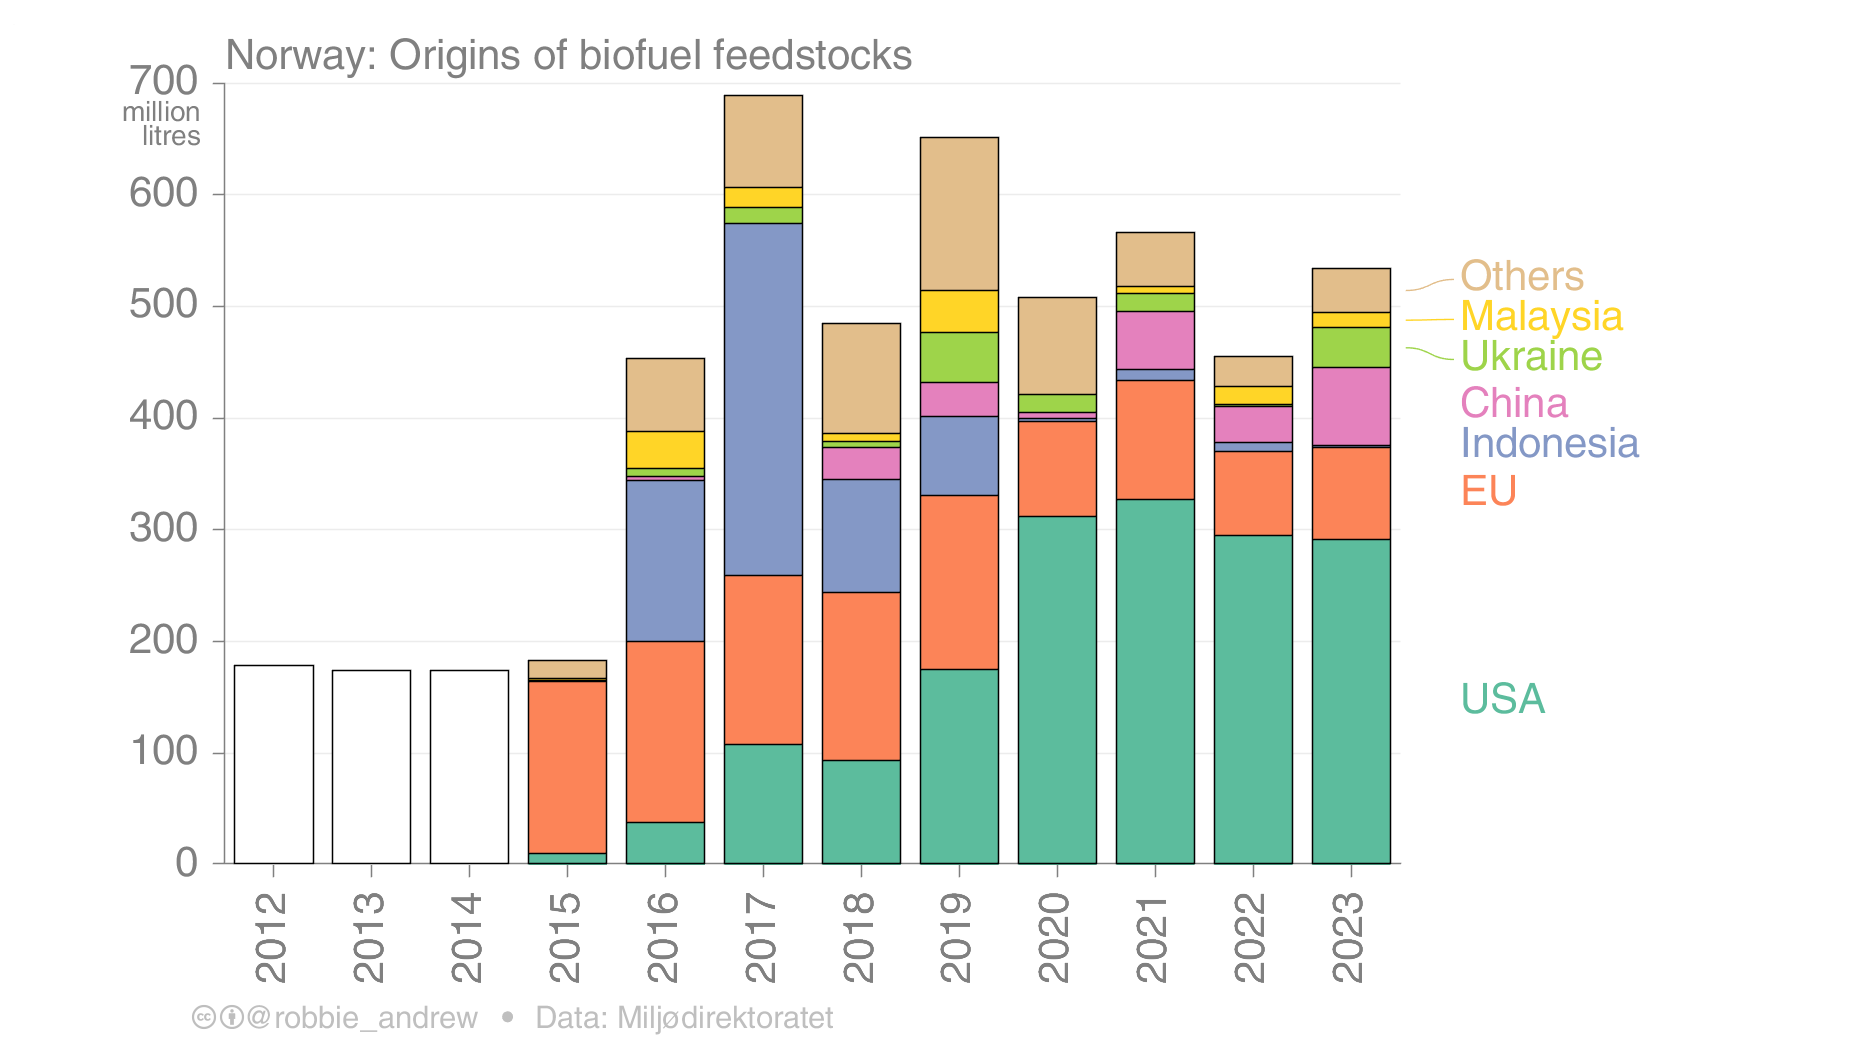 Norway: Origins of biofuel feedstocks
700
million
litres
600
500
400
300
200
100
0
Others
Malaysia
Ukraine
China
Indonesia
EU
USA
2012
2013
2014
2015
2016
2017
2018
2019
2020
2021
2022
2023
cc @robbie_andrew • Data: Miljødirektoratet